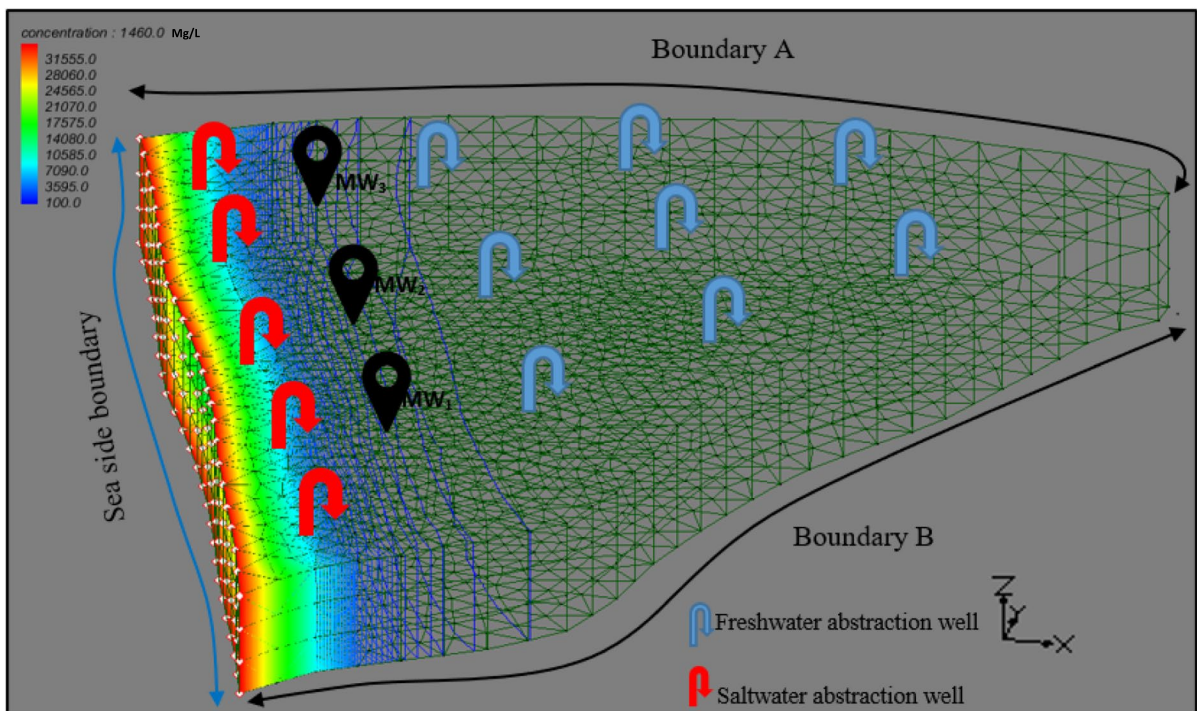 concentration : 1460.0 Mg/L
31555.0
28060.0
24565.0
21070.0
17575.0
14080.0
10585.0
7090.0
3595.0
100.0
Boundary A
MW₃
MW₂
MW₁
Sea side boundary
Boundary B
Freshwater abstraction well
Saltwater abstraction well
Z
Y
X